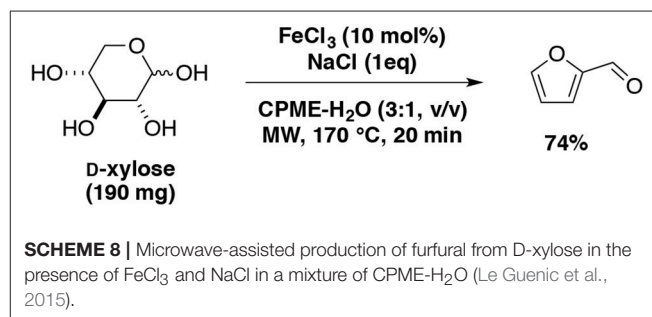 FeCl₃ (10 mol%)
NaCl (1eq)
CPME-H₂O (3:1, v/v)
MW, 170 °C, 20 min
O
HO
OH
HO
OH
D-xylose
(190 mg)
O
O
74%
SCHEME 8 | Microwave-assisted production of furfural from D-xylose in the
presence of FeCl₃ and NaCl in a mixture of CPME-H₂O (Le Guenic et al.,
2015).